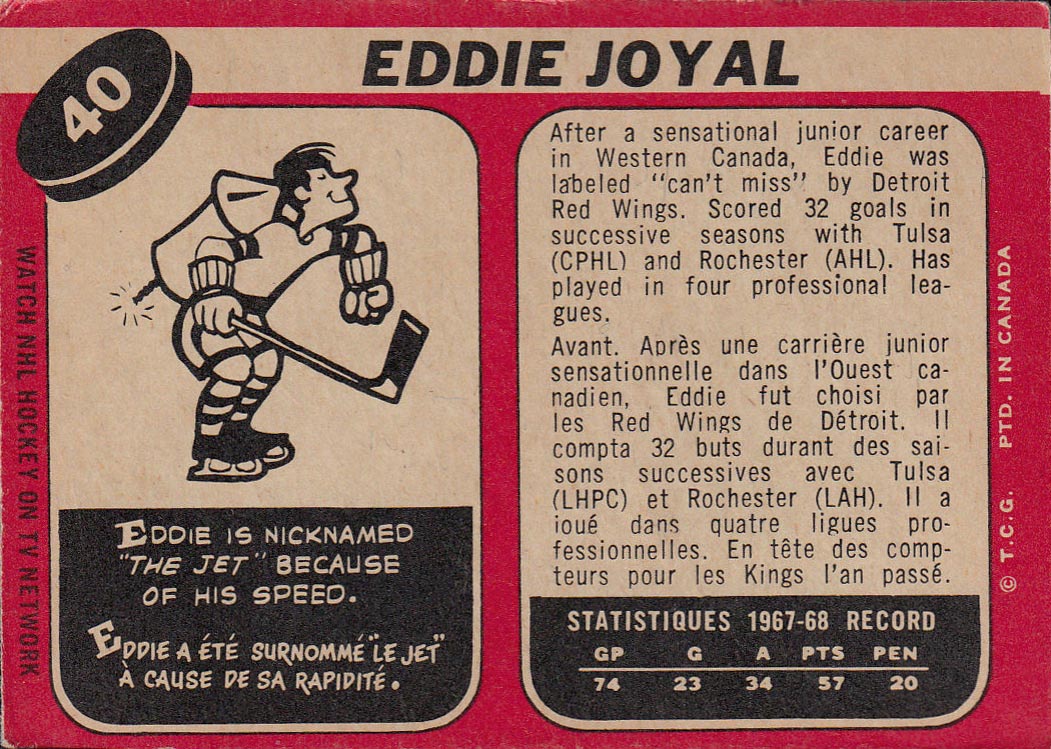 40
EDDIE JOYAL
WATCH NHL HOCKEY ON TV NETWORK
EDDIE IS NICKNAMED
"THE JET" BECAUSE
OF HIS SPEED.
EDDIE A ÉTÉ SURNOMMÉ "LE JET"
À CAUSE DE SA RAPIDITÉ.
After a sensational junior career
in Western Canada, Eddie was
labeled "can't miss" by Detroit
Red Wings. Scored 32 goals in
successive seasons with Tulsa
(CPHL) and Rochester (AHL). Has
played in four professional lea-
gues.
Avant. Après une carrière junior
sensationnelle dans l'Ouest ca-
nadien, Eddie fut choisi par
les Red Wings de Détroit. Il
compta 32 buts durant des sai-
sons successives avec Tulsa
(LHPC) et Rochester (LAH). Il a
joué dans quatre ligues pro-
fessionnelles. En tête des comp-
teurs pour les Kings l'an passé.
STATISTIQUES 1967-68 RECORD
GP G A PTS PEN
74 23 34 57 20
© T.C.G. PTD. IN CANADA